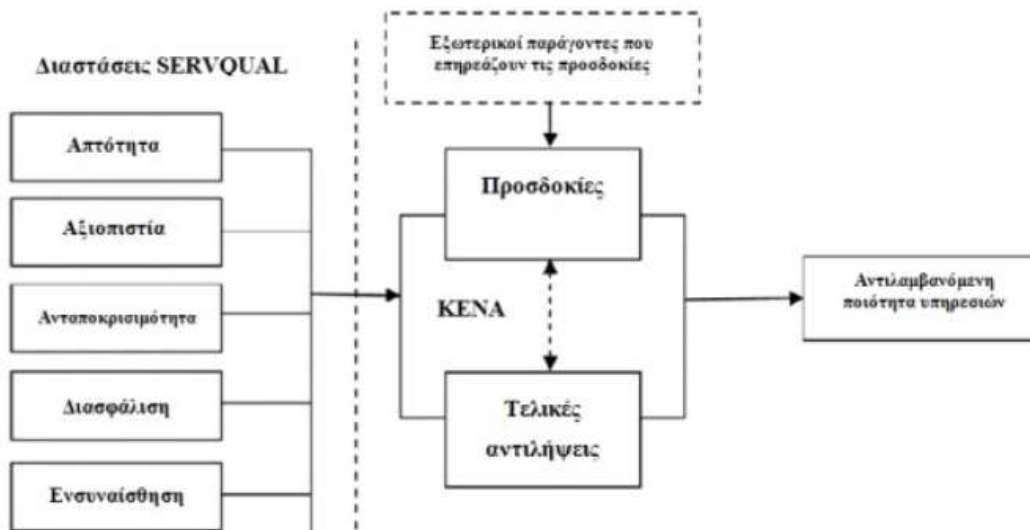 Διαστάσεις SERVQUAL
Απτότητα
Αξιοπιστία
Ανταποκρισιμότητα
Διασφάλιση
Ενσυναίσθηση
Εξωτερικοί παράγοντες που
επηρεάζουν τις προσδοκίες
Προσδοκίες
ΚΕΝΑ
Τελικές
αντιλήψεις
Αντιλαμβανόμενη
ποιότητα υπηρεσιών